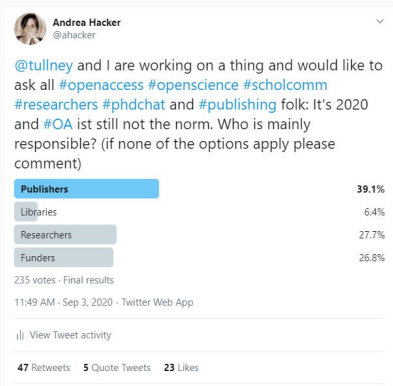 Andrea Hacker
@ahacker
@tullney and I are working on a thing and would like to
ask all #openaccess #openscience #scholcomm
#researchers #phdchat and #publishing folk: It's 2020
and #OA ist still not the norm. Who is mainly
responsible? (if none of the options apply please
comment)
Publishers 39.1%
Libraries 6.4%
Researchers 27.7%
Funders 26.8%
235 votes · Final results
11:49 AM · Sep 3, 2020 · Twitter Web App
View Tweet activity
47 Retweets 5 Quote Tweets 23 Likes